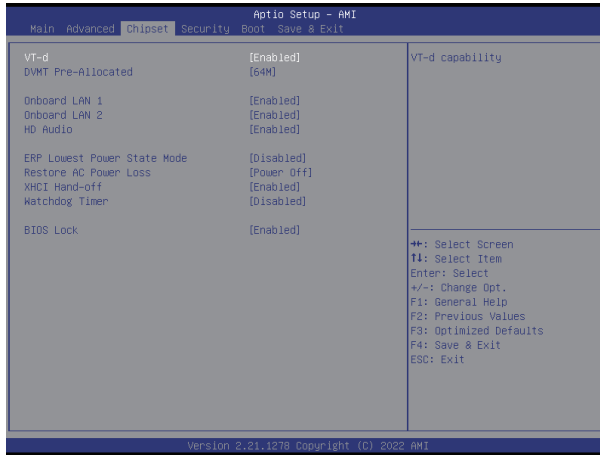 Aptio Setup - AMI
Main Advanced Chipset Security Boot Save & Exit
VT-d [Enabled]
DVMT Pre-Allocated [64M]
Onboard LAN 1 [Enabled]
Onboard LAN 2 [Enabled]
HD Audio [Enabled]
ERP Lowest Power State Mode [Disabled]
Restore AC Power Loss [Power Off]
XHCI Hand-off [Enabled]
Watchdog Timer [Disabled]
BIOS Lock [Enabled]
VT-d capability
→←: Select Screen
↑↓: Select Item
Enter: Select
+/-: Change Opt.
F1: General Help
F2: Previous Values
F3: Optimized Defaults
F4: Save & Exit
ESC: Exit
Version 2.21.1278 Copyright (C) 2022 AMI